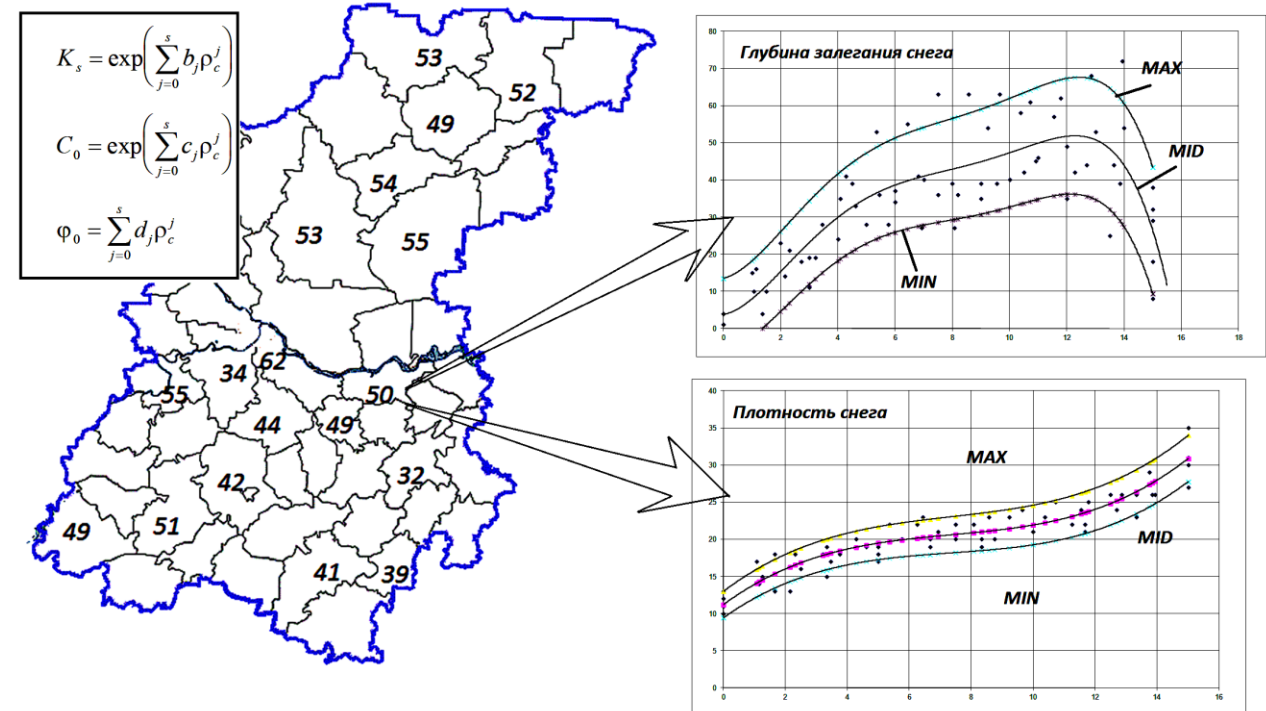 K_s = exp(∑_{j=0}^{s} b_j ρ_c^j)
C_0 = exp(∑_{j=0}^{s} c_j ρ_c^j)
φ_0 = ∑_{j=0}^{s} d_j ρ_c^j
53
52
49
54
53
55
62
34
55
50
44
49
42
32
49
51
41
39
Глубина залегания снега
MAX
MID
MIN
80
70
60
50
40
30
20
10
0
0 2 4 6 8 10 12 14 16 18
Плотность снега
MAX
MID
MIN
40
35
30
25
20
15
10
5
0
0 2 4 6 8 10 12 14 16